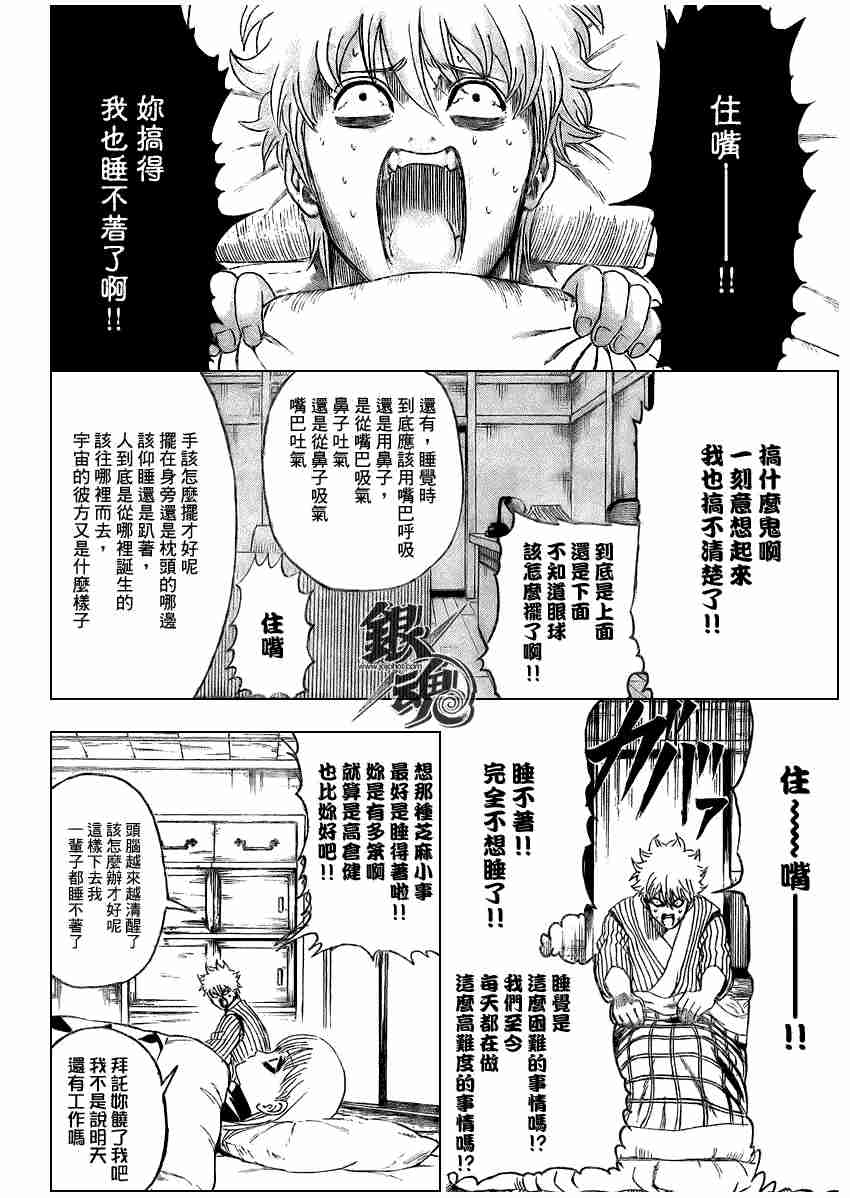 住嘴──!!
妳搞得
我也睡不著了啊!!
搞什麼鬼啊
一刻意想起來
我也搞不清楚了!!
到底是上面
還是下面
不知道眼球
該怎麼擺了啊!!
還有，睡覺時
到底應該用嘴巴呼吸
還是用鼻子，
是從嘴巴吸氣
鼻子吐氣
還是從鼻子吸氣
嘴巴吐氣
住嘴
手該怎麼擺才好呢
擺在身旁還是枕頭的哪邊
該仰睡還是趴著，
人到底是從哪裡誕生的
該往哪裡而去，
宇宙的彼方又是什麼樣子
銀魂
www.jojohot.com
住~~嘴──!!
ガバァッ
睡不著!!
完全不想睡了!!
睡覺是
這麼困難的事情嗎!?
我們至今
每天都在做
這麼高難度的事情嗎!?
想那種芝麻小事
最好是睡得著啦!!
妳是有多笨啊
就算是高倉健
也比妳好吧!!
頭腦越來越清醒了
該怎麼辦才好呢
這樣下去我
一輩子都睡不著了
拜託妳饒了我吧
我不是說明天
還有工作嗎